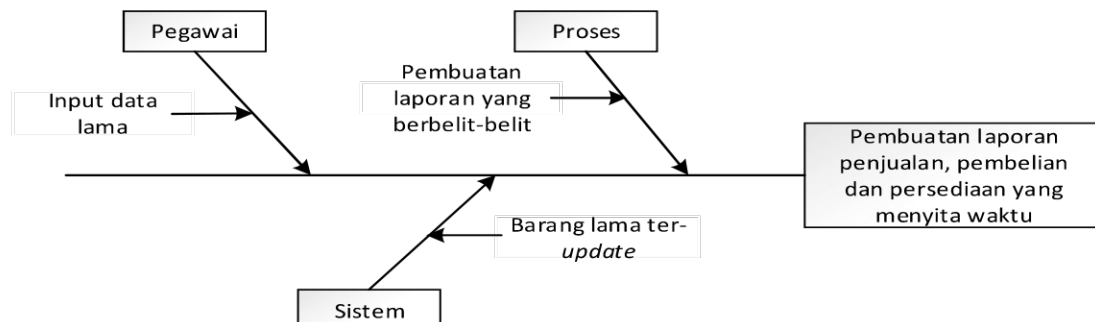 Pegawai
Proses
Input data
lama
Pembuatan
laporan yang
berbelit-belit
Pembuatan laporan
penjualan, pembelian
dan persediaan yang
menyita waktu
Barang lama ter-
update
Sistem